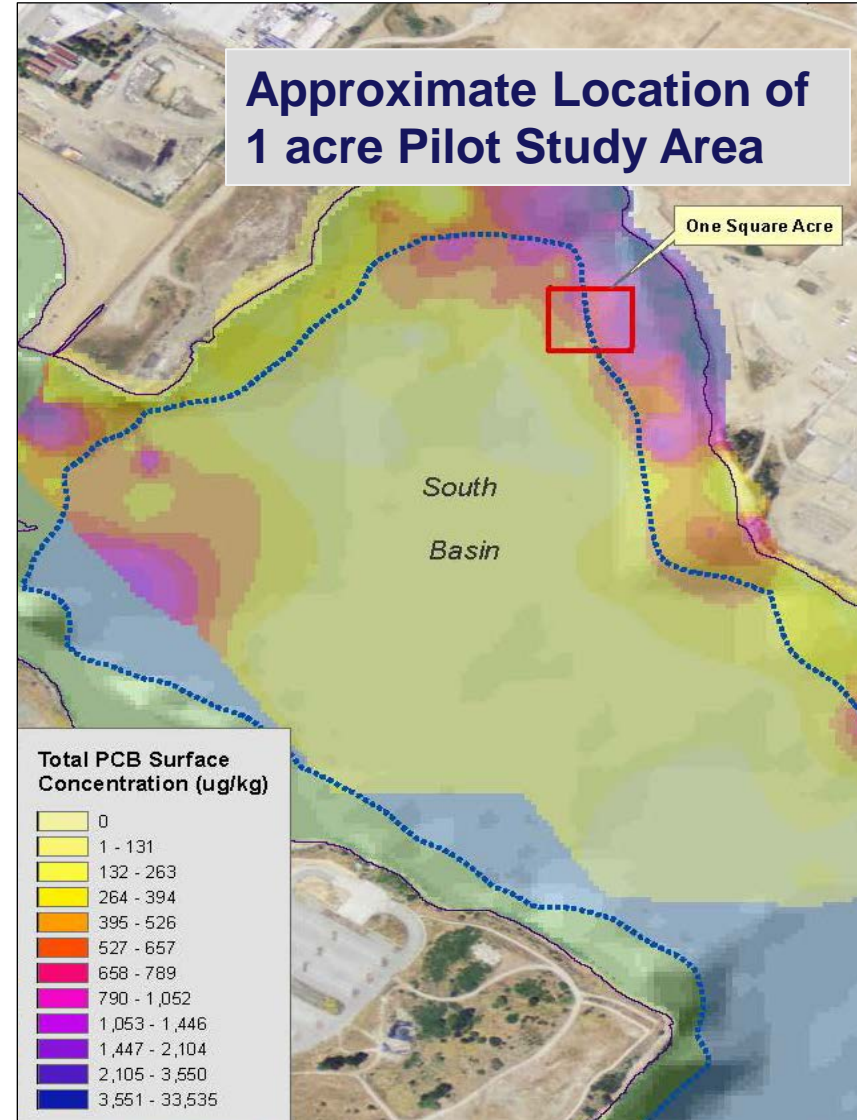 Approximate Location of
1 acre Pilot Study Area
One Square Acre
South
Basin
Total PCB Surface
Concentration (ug/kg)
0
1 - 131
132 - 263
264 - 394
395 - 526
527 - 657
658 - 789
790 - 1,052
1,053 - 1,446
1,447 - 2,104
2,105 - 3,550
3,551 - 33,535